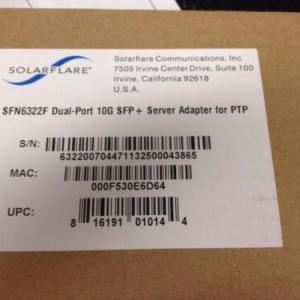 SOLARFLARE®
Solarflare Communications, Inc
7505 Irvine Center Drive, Suite 100
Irvine, California 92618
U.S.A.
SFN6322F Dual-Port 10G SFP+ Server Adapter for PTP
S/N:
632200704471132500043865
MAC:
000F530E6D64
UPC:
8 16191 01014 4